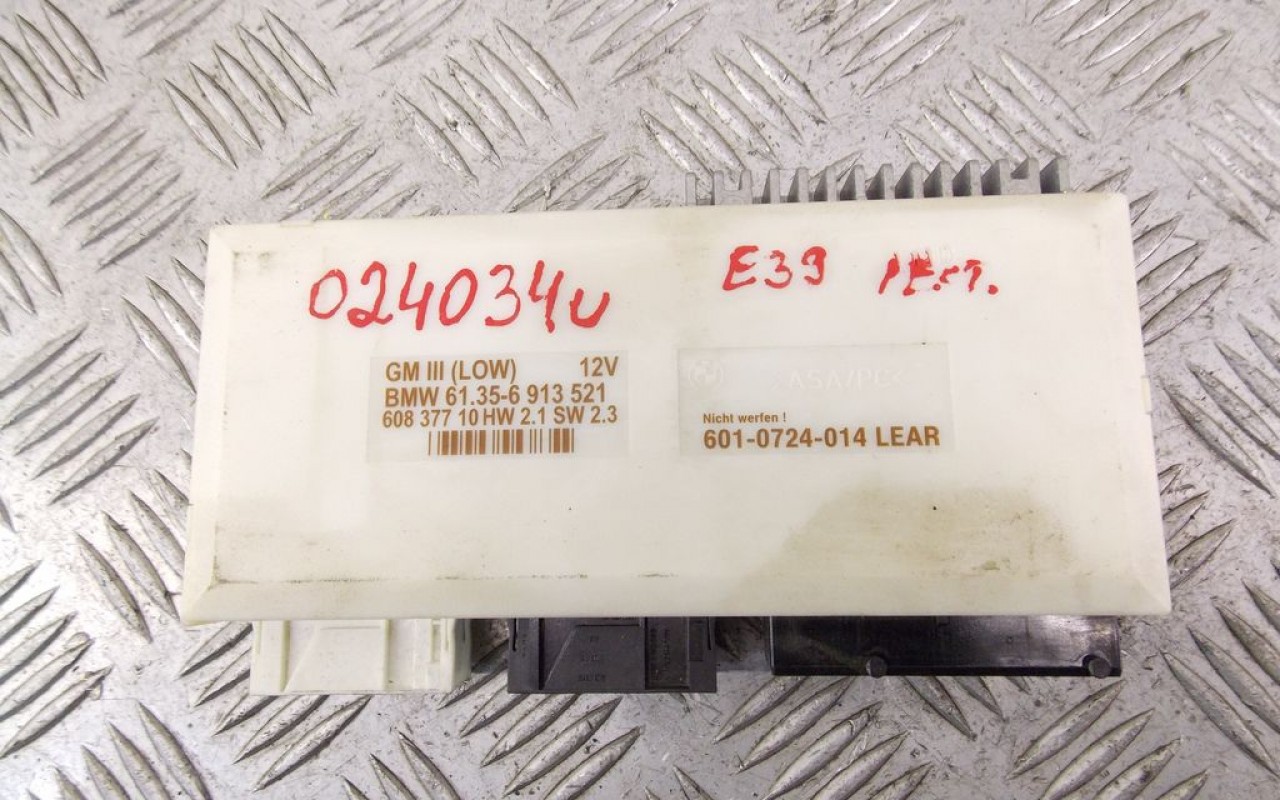 024034u
E39 рест.
GM III (LOW) 12V
BMW 61.35-6 913 521
608 377 10 HW 2.1 SW 2.3
Nicht werfen !
601-0724-014 LEAR